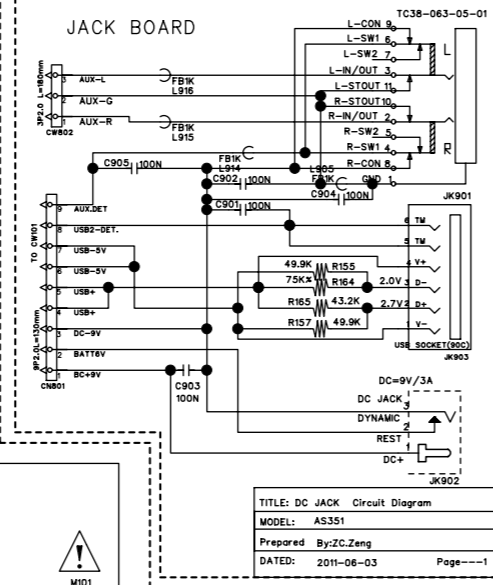 JACK BOARD
TC38-063-05-01
L-CON 9
L-SW1 6
L-SW2 7
L-IN/OUT 3
L-STOUT 11
R-STOUT 10
R-IN/OUT 2
R-SW2 5
R-SW1 4
R-CON 8
GND 1
L
R
JK901
3P2.0 L=180mm
CW802
3 AUX-L
2 AUX-G
1 AUX-R
FB1K
L916
FB1K
L915
FB1K
L914
L905
FB1K
C905 100N
C902 100N
C904 100N
C901 100N
TO CW101
9P2.0L=130mm
CN801
9 AUX.DET
8 USB2-DET.
7 USB-5V
6 USB-5V
5 USB+
4 USB+
3 DC-9V
2 BATT6V
1 BC+9V
C903
100N
49.9K R155
75K% R164
R165 43.2K
R157 49.9K
6 TM
5 TM
4 V+
2.0V 3 D-
2.7V 2 D+
1 V-
USB SOCKET(90C)
JK903
DC=9V/3A
DC JACK 3
DYNAMIC 2
REST 1
DC+
JK902
M101
TITLE: DC JACK Circuit Diagram
MODEL: AS351
Prepared By:ZC.Zeng
DATED: 2011-06-03 Page---1